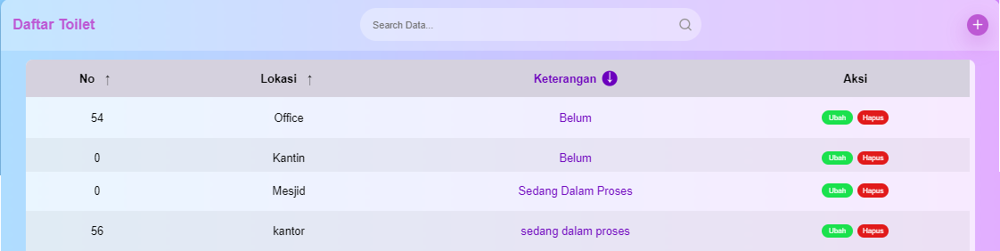 Daftar Toilet
Search Data...
No ↑ Lokasi ↑ Keterangan ↓ Aksi
54 Office Belum Ubah Hapus
0 Kantin Belum Ubah Hapus
0 Mesjid Sedang Dalam Proses Ubah Hapus
56 kantor sedang dalam proses Ubah Hapus